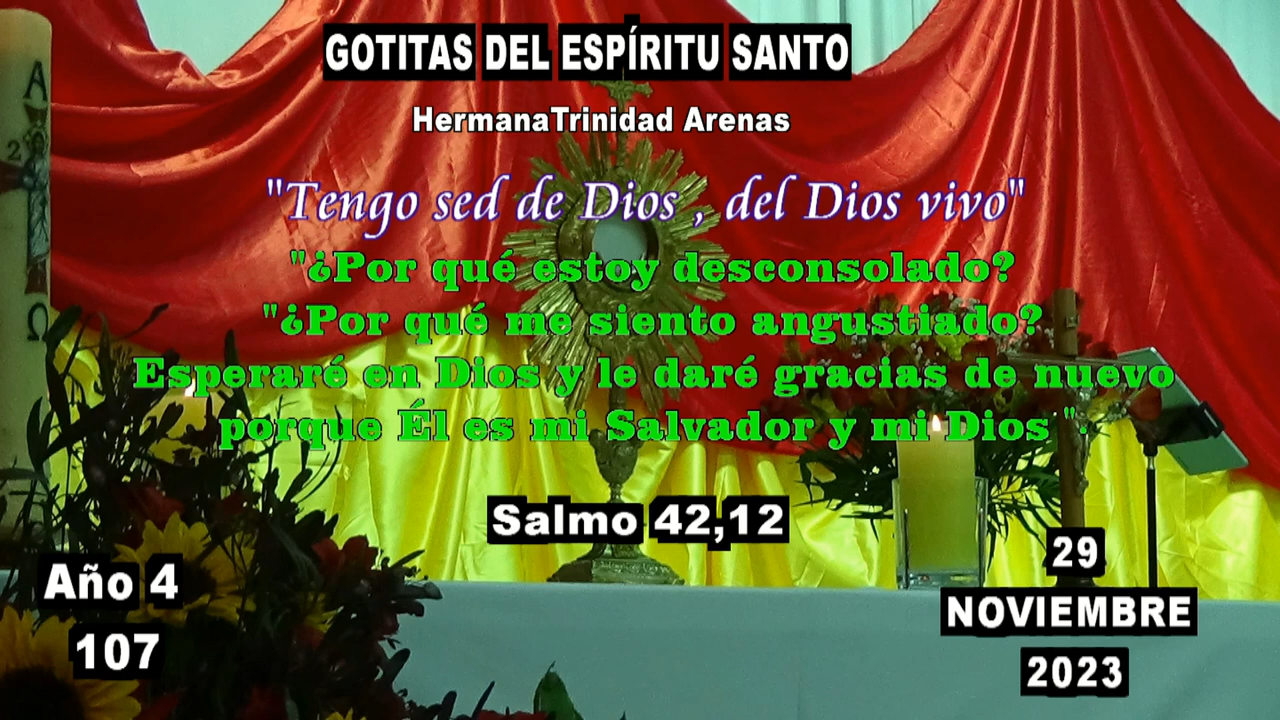 GOTITAS DEL ESPÍRITU SANTO
HermanaTrinidad Arenas
"Tengo sed de Dios , del Dios vivo"
"¿Por qué estoy desconsolado?
"¿Por qué me siento angustiado?
Esperaré en Dios y le daré gracias de nuevo
porque Él es mi Salvador y mi Dios ".
Salmo 42,12
Año 4
107
29
NOVIEMBRE
2023
A
2
Ω